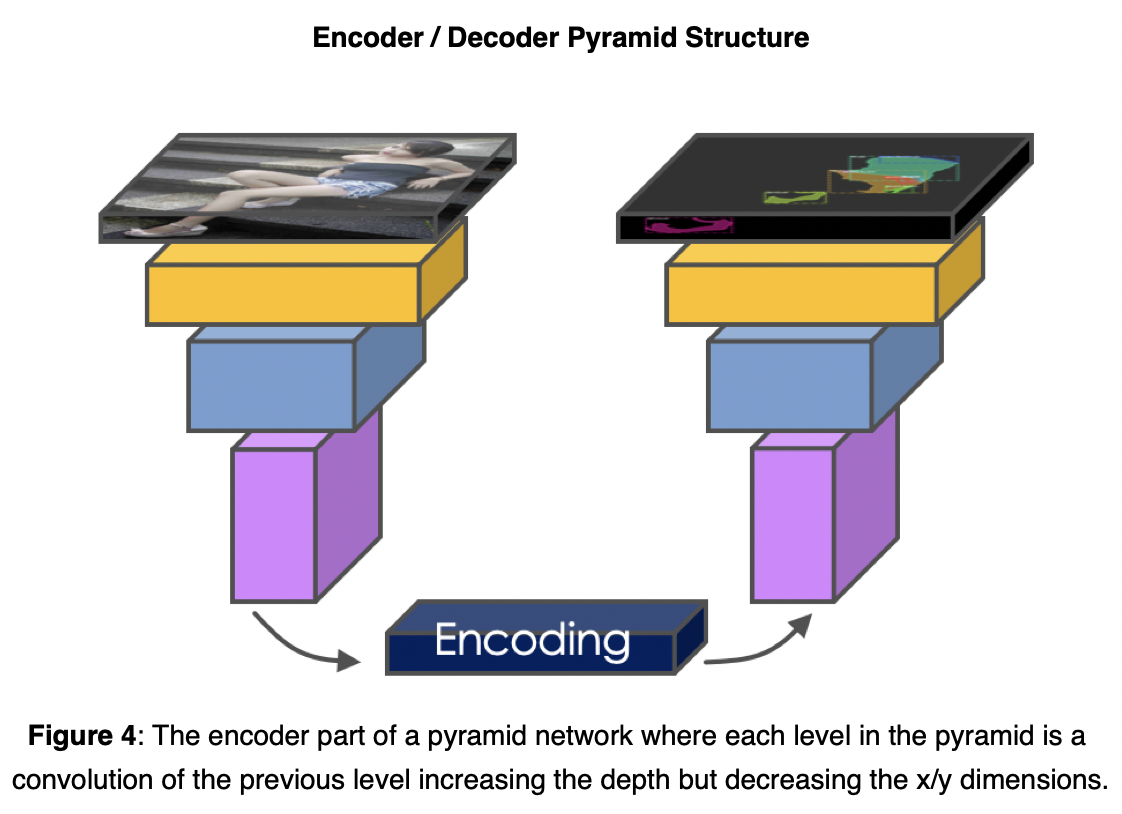 Encoder / Decoder Pyramid Structure
Encoding
Figure 4: The encoder part of a pyramid network where each level in the pyramid is a
convolution of the previous level increasing the depth but decreasing the x/y dimensions.